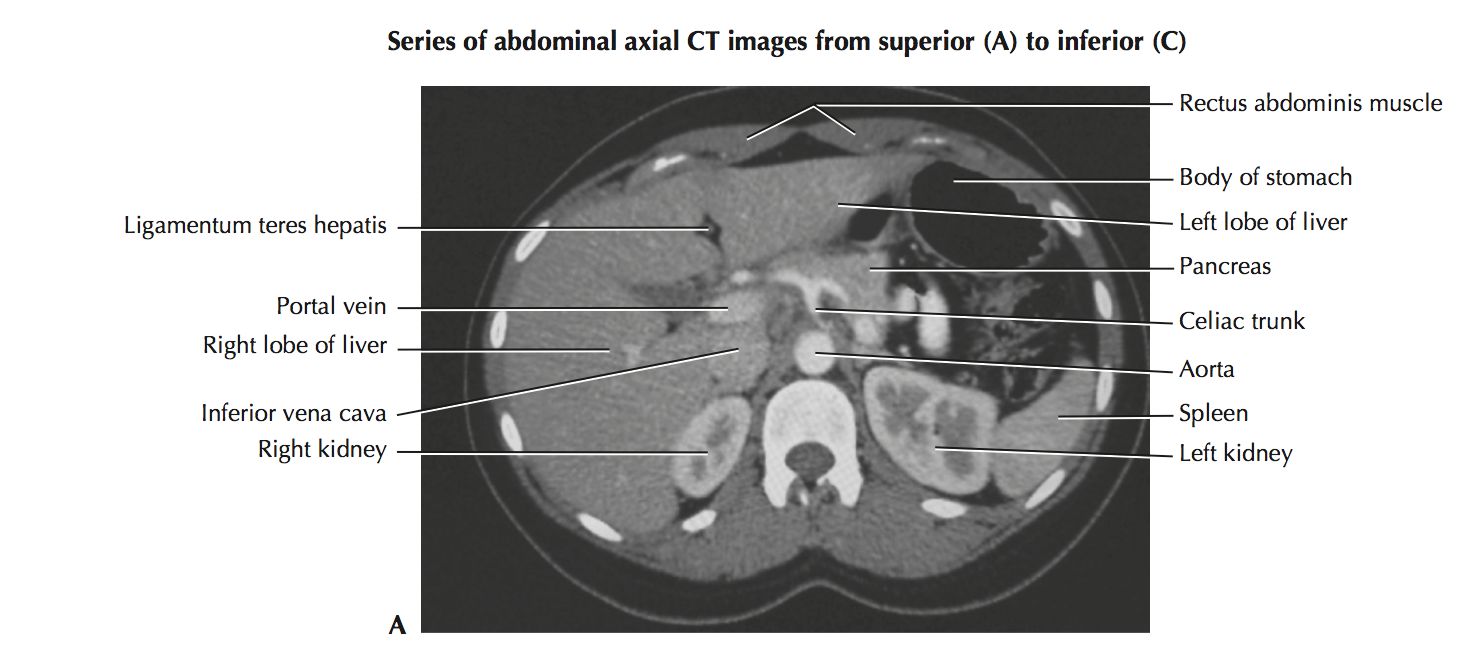 Series of abdominal axial CT images from superior (A) to inferior (C)
Rectus abdominis muscle
Body of stomach
Ligamentum teres hepatis
Left lobe of liver
Pancreas
Portal vein
Celiac trunk
Right lobe of liver
Aorta
Inferior vena cava
Spleen
Right kidney
Left kidney
A